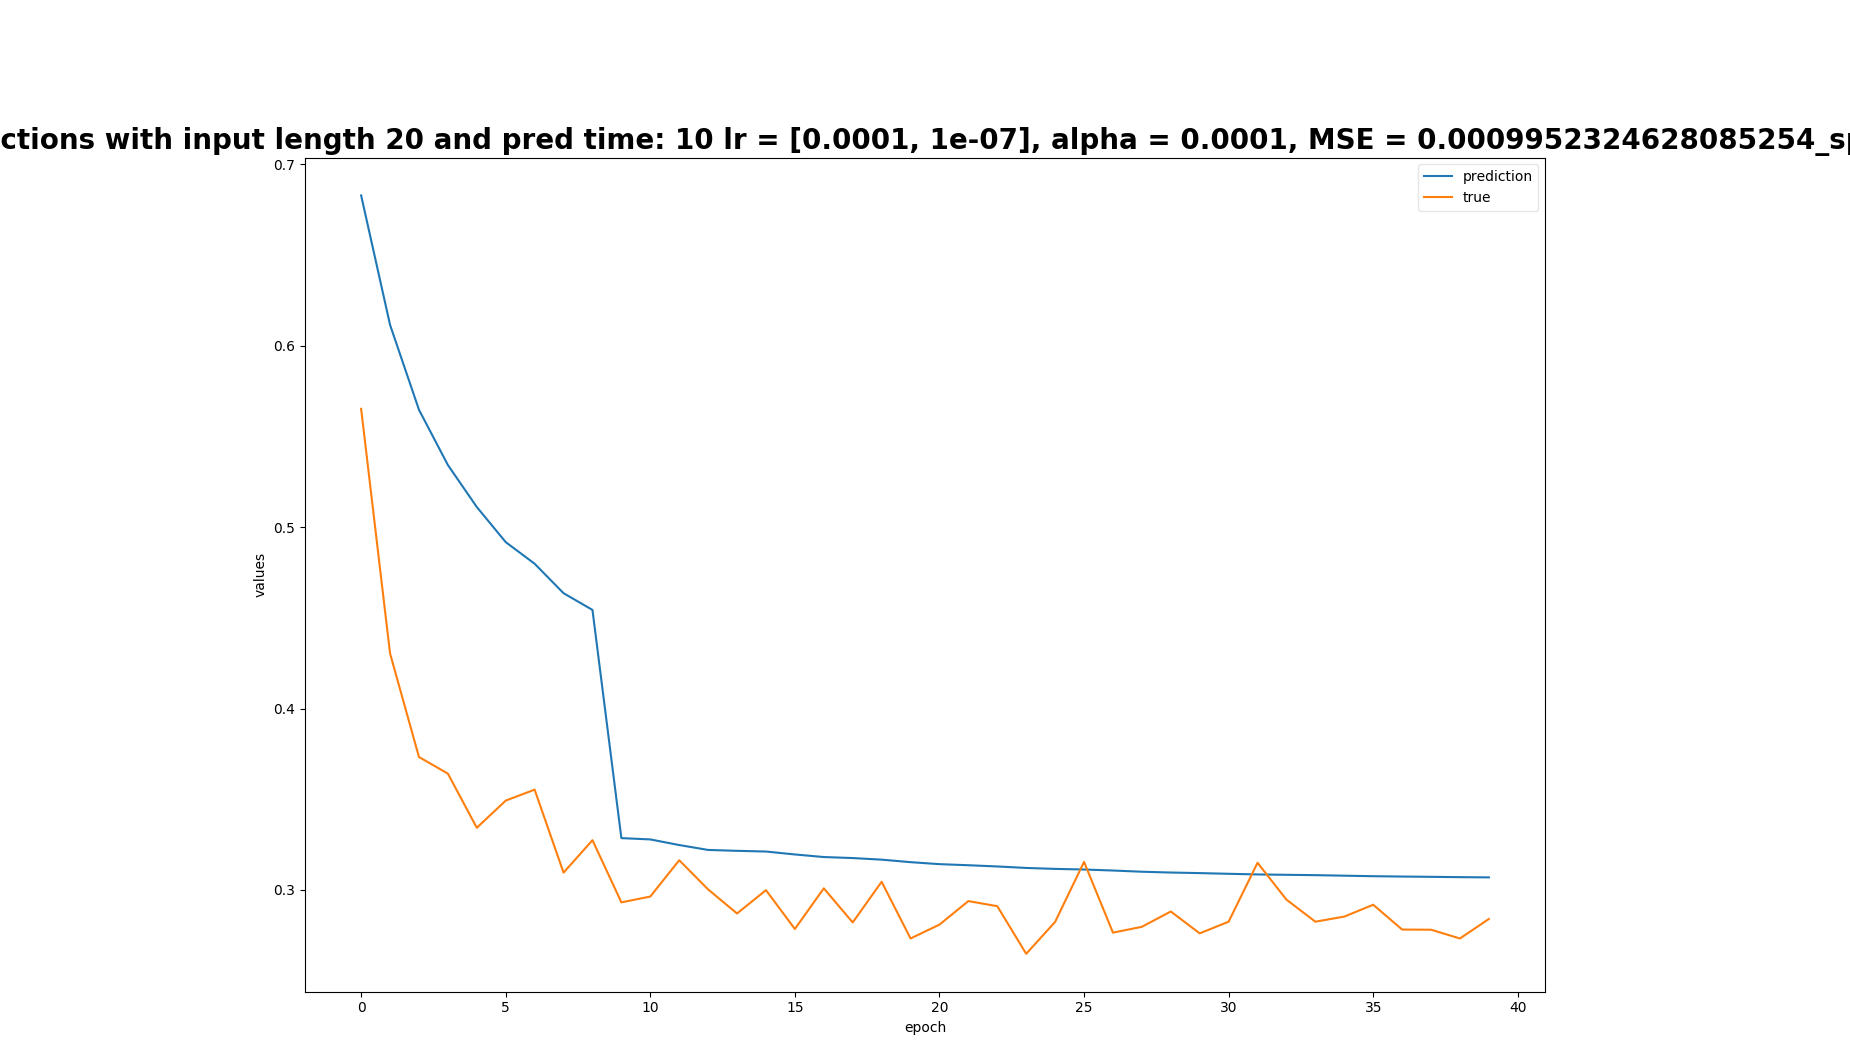 ctions with input length 20 and pred time: 10 lr = [0.0001, 1e-07], alpha = 0.0001, MSE = 0.0009952324628085254_sp
prediction
true
0.7
0.6
0.5
0.4
0.3
values
0 5 10 15 20 25 30 35 40
epoch